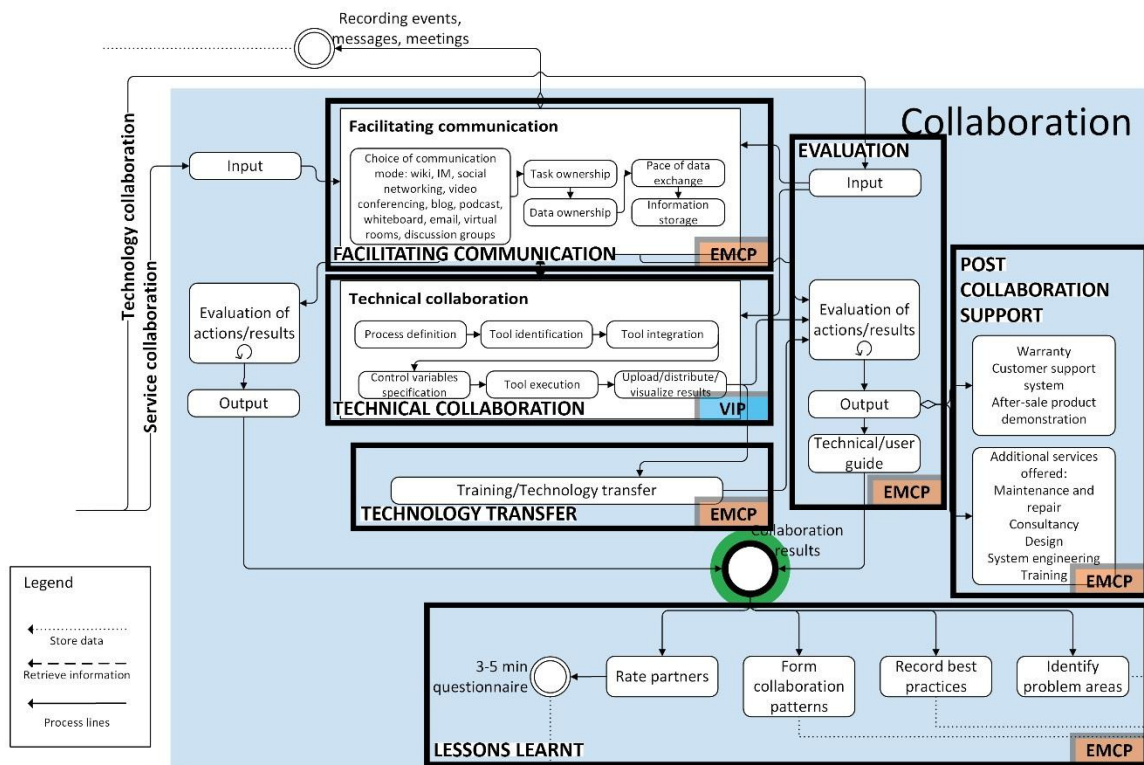 Recording events,
messages, meetings
Collaboration
Technology collaboration
Service collaboration
Input
Facilitating communication
Choice of communication
mode: wiki, IM, social
networking, video
conferencing, blog, podcast,
whiteboard, email, virtual
rooms, discussion groups
Task ownership
Data ownership
Pace of data
exchange
Information
storage
FACILITATING COMMUNICATION
EMCP
EVALUATION
Input
Evaluation of
actions/results
Output
Technical/user
guide
EMCP
Evaluation of
actions/results
Output
Technical collaboration
Process definition
Tool identification
Tool integration
Control variables
specification
Tool execution
Upload/distribute/
visualize results
TECHNICAL COLLABORATION
VIP
Training/Technology transfer
TECHNOLOGY TRANSFER
EMCP
POST
COLLABORATION
SUPPORT
Warranty
Customer support
system
After-sale product
demonstration
Additional services
offered:
Maintenance and
repair
Consultancy
Design
System engineering
Training
EMCP
Collaboration
results
Legend
Store data
Retrieve information
Process lines
3-5 min
questionnaire
Rate partners
Form
collaboration
patterns
Record best
practices
Identify
problem areas
LESSONS LEARNT
EMCP